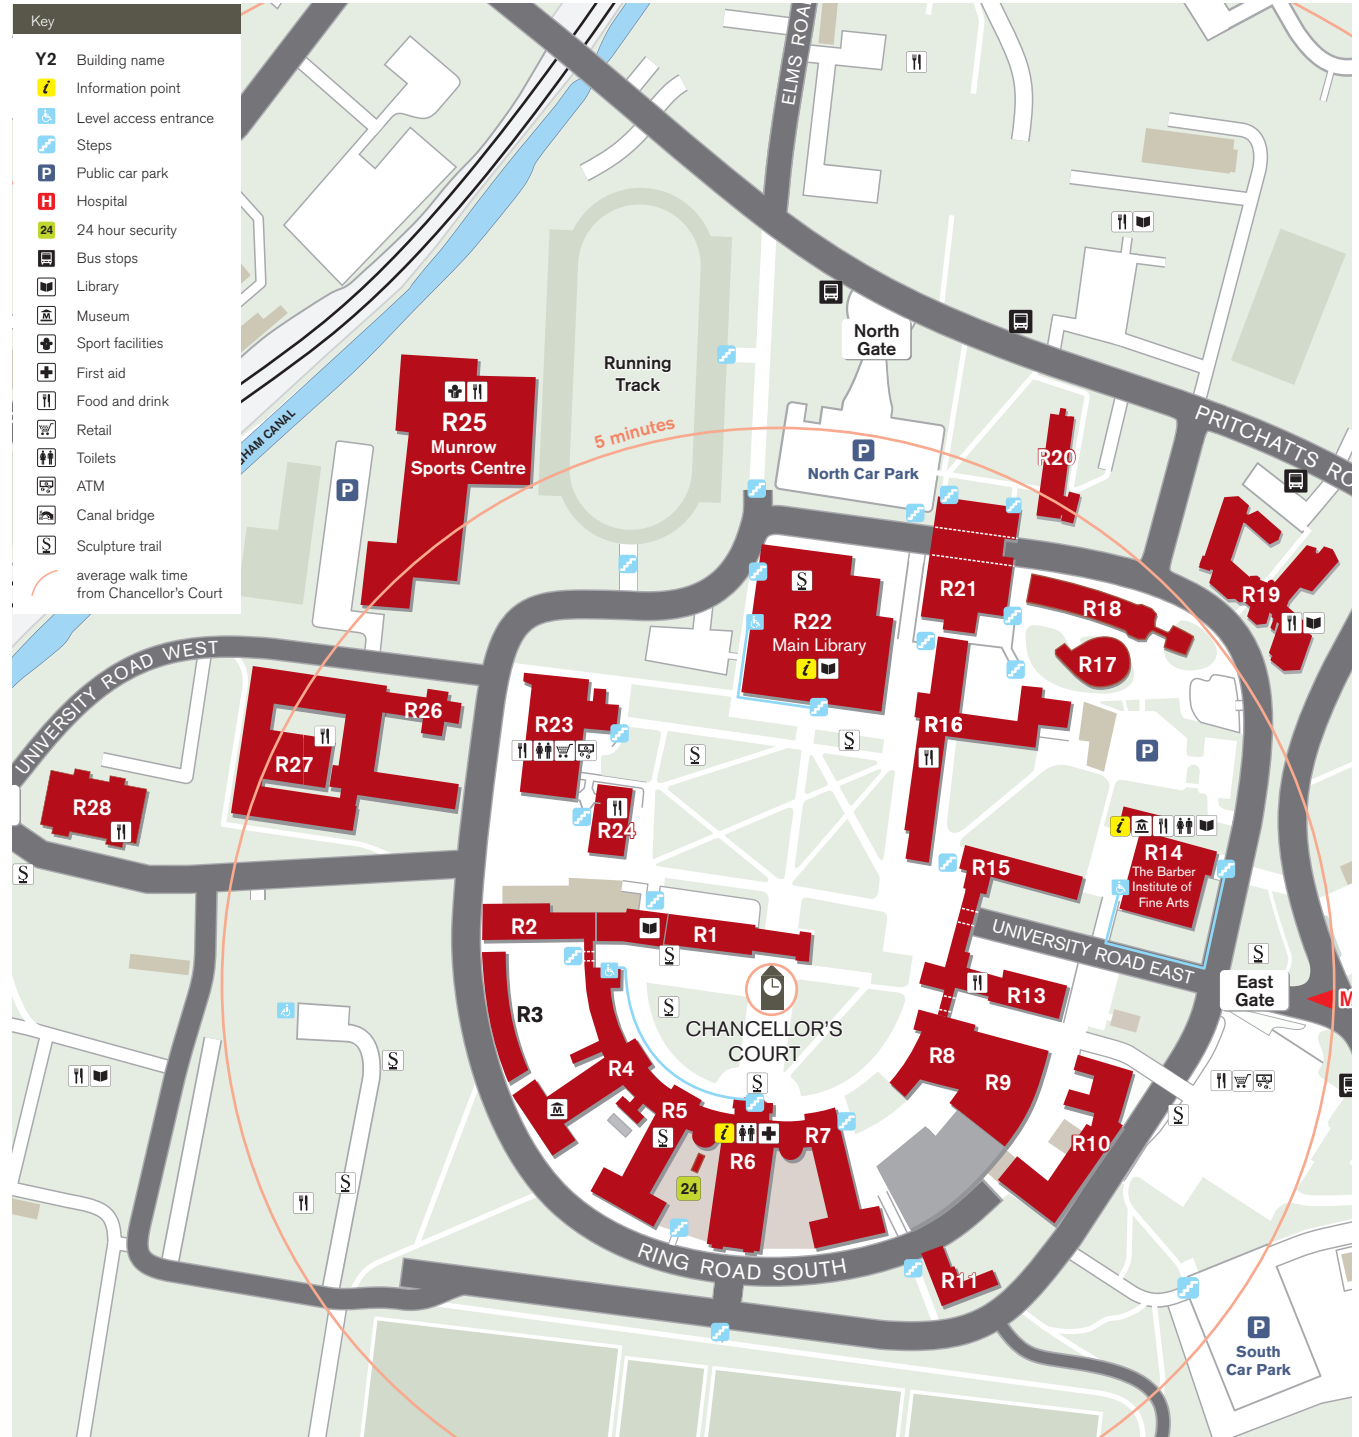 Key
Y2 Building name
i Information point
Level access entrance
Steps
P Public car park
H Hospital
24 24 hour security
Bus stops
Library
M Museum
Sport facilities
First aid
Food and drink
Retail
Toilets
ATM
Canal bridge
S Sculpture trail
average walk time
from Chancellor's Court
ELMS ROA
North
Gate
Running
Track
5 minutes
PRITCHATTS RO
R25
Munrow
Sports Centre
HAM CANAL
P
P
North Car Park
R20
R21
R19
R18
R17
S
R22
Main Library
i
UNIVERSITY ROAD WEST
R26
R27
R28
R23
R24
R16
S
S
P
R15
i
M
R14
The Barber
Institute of
Fine Arts
S
R2
R1
S
UNIVERSITY ROAD EAST
S
East
Gate
M
R3
S
R13
CHANCELLOR'S
COURT
R8
R9
S
R4
S
R5
M
S
i
R6
R7
R10
S
24
S
RING ROAD SOUTH
R11
P
South
Car Park